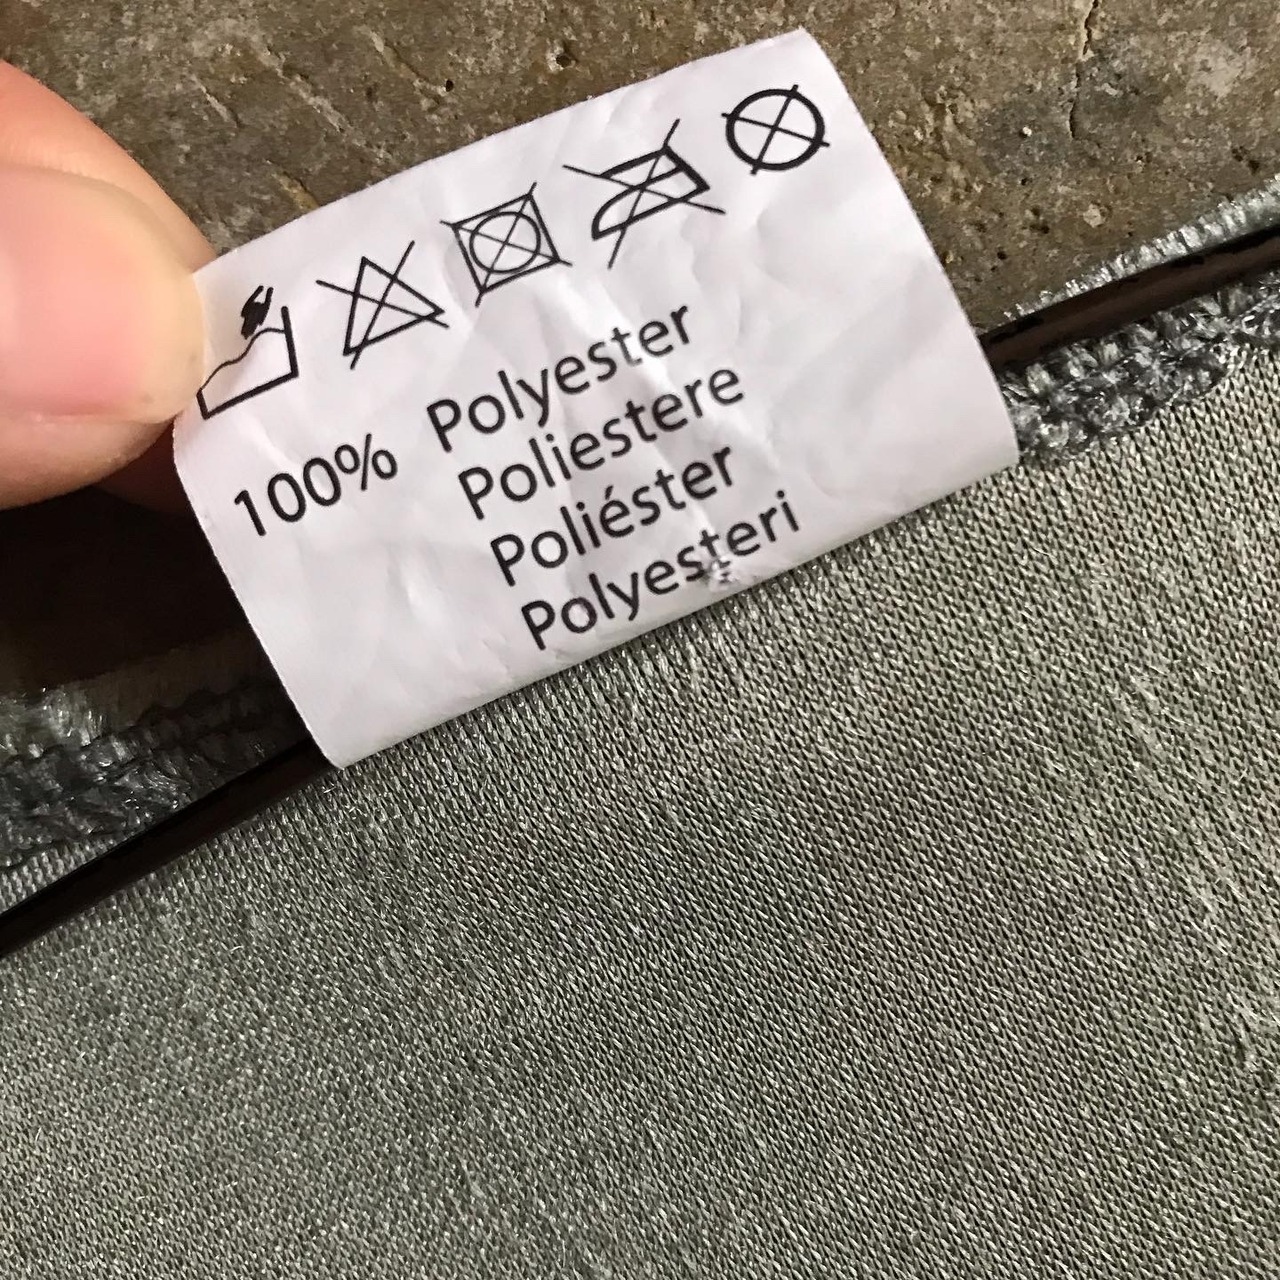 100% Polyester
Poliestere
Poliéster
Polyesteri